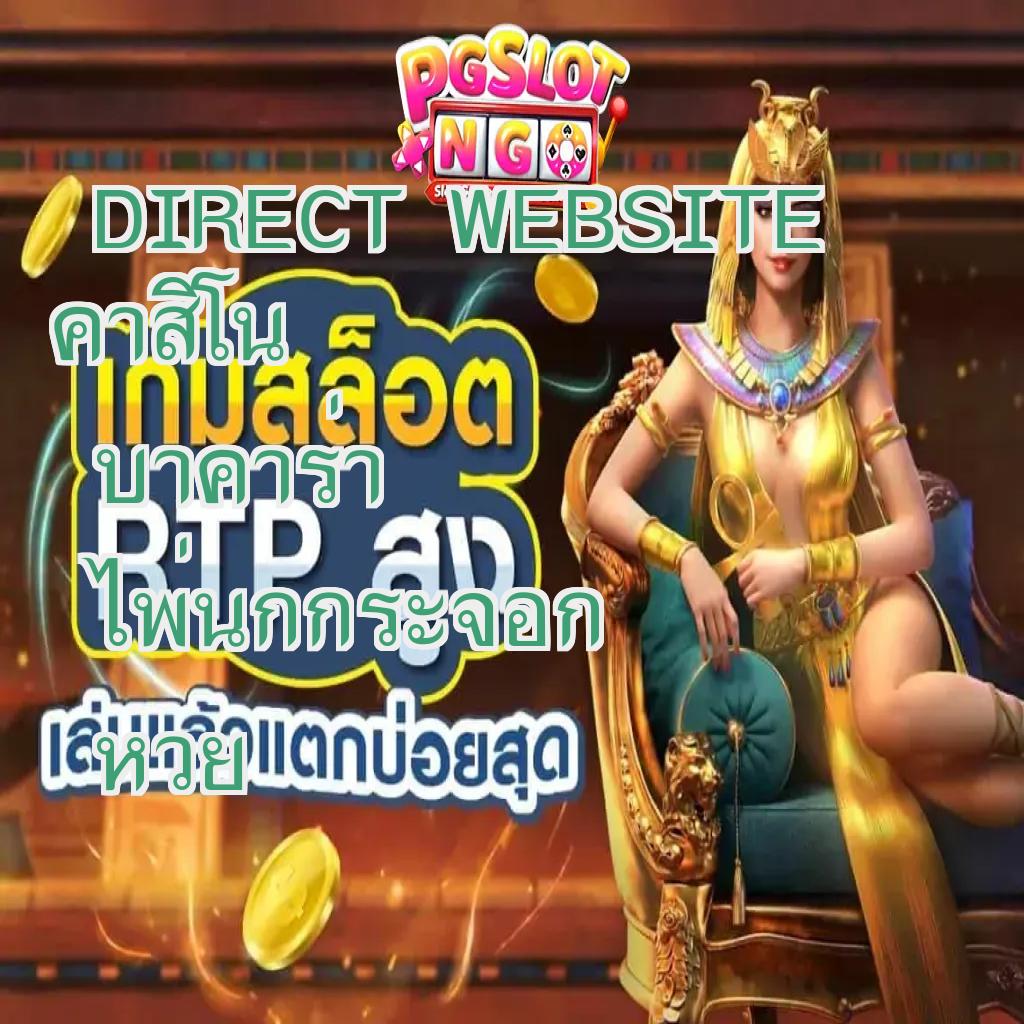 PGSLOT
NGO
DIRECT WEBSITE
คาสิโน
เกมสล็อต
บาคาร่า
RTP สูง
ไพ่นกกระจอก
เล่นแล้วแตกบ่อยสุด
หวย